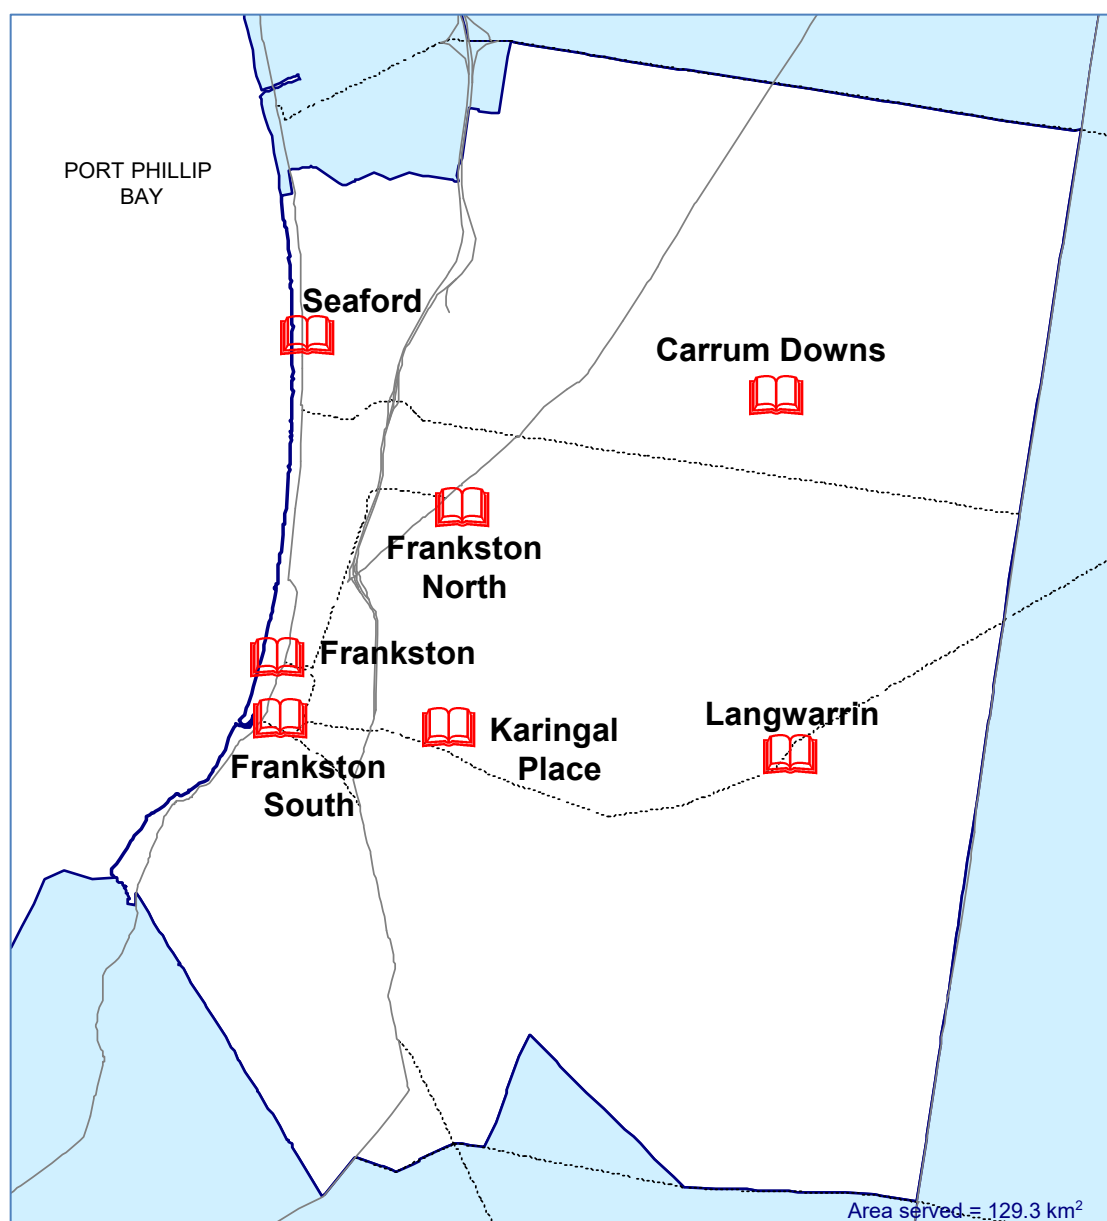 PORT PHILLIP
BAY
Seaford
Carrum Downs
Frankston
North
Frankston
Karingal
Place
Langwarrin
Frankston
South
Area served = 129.3 km²